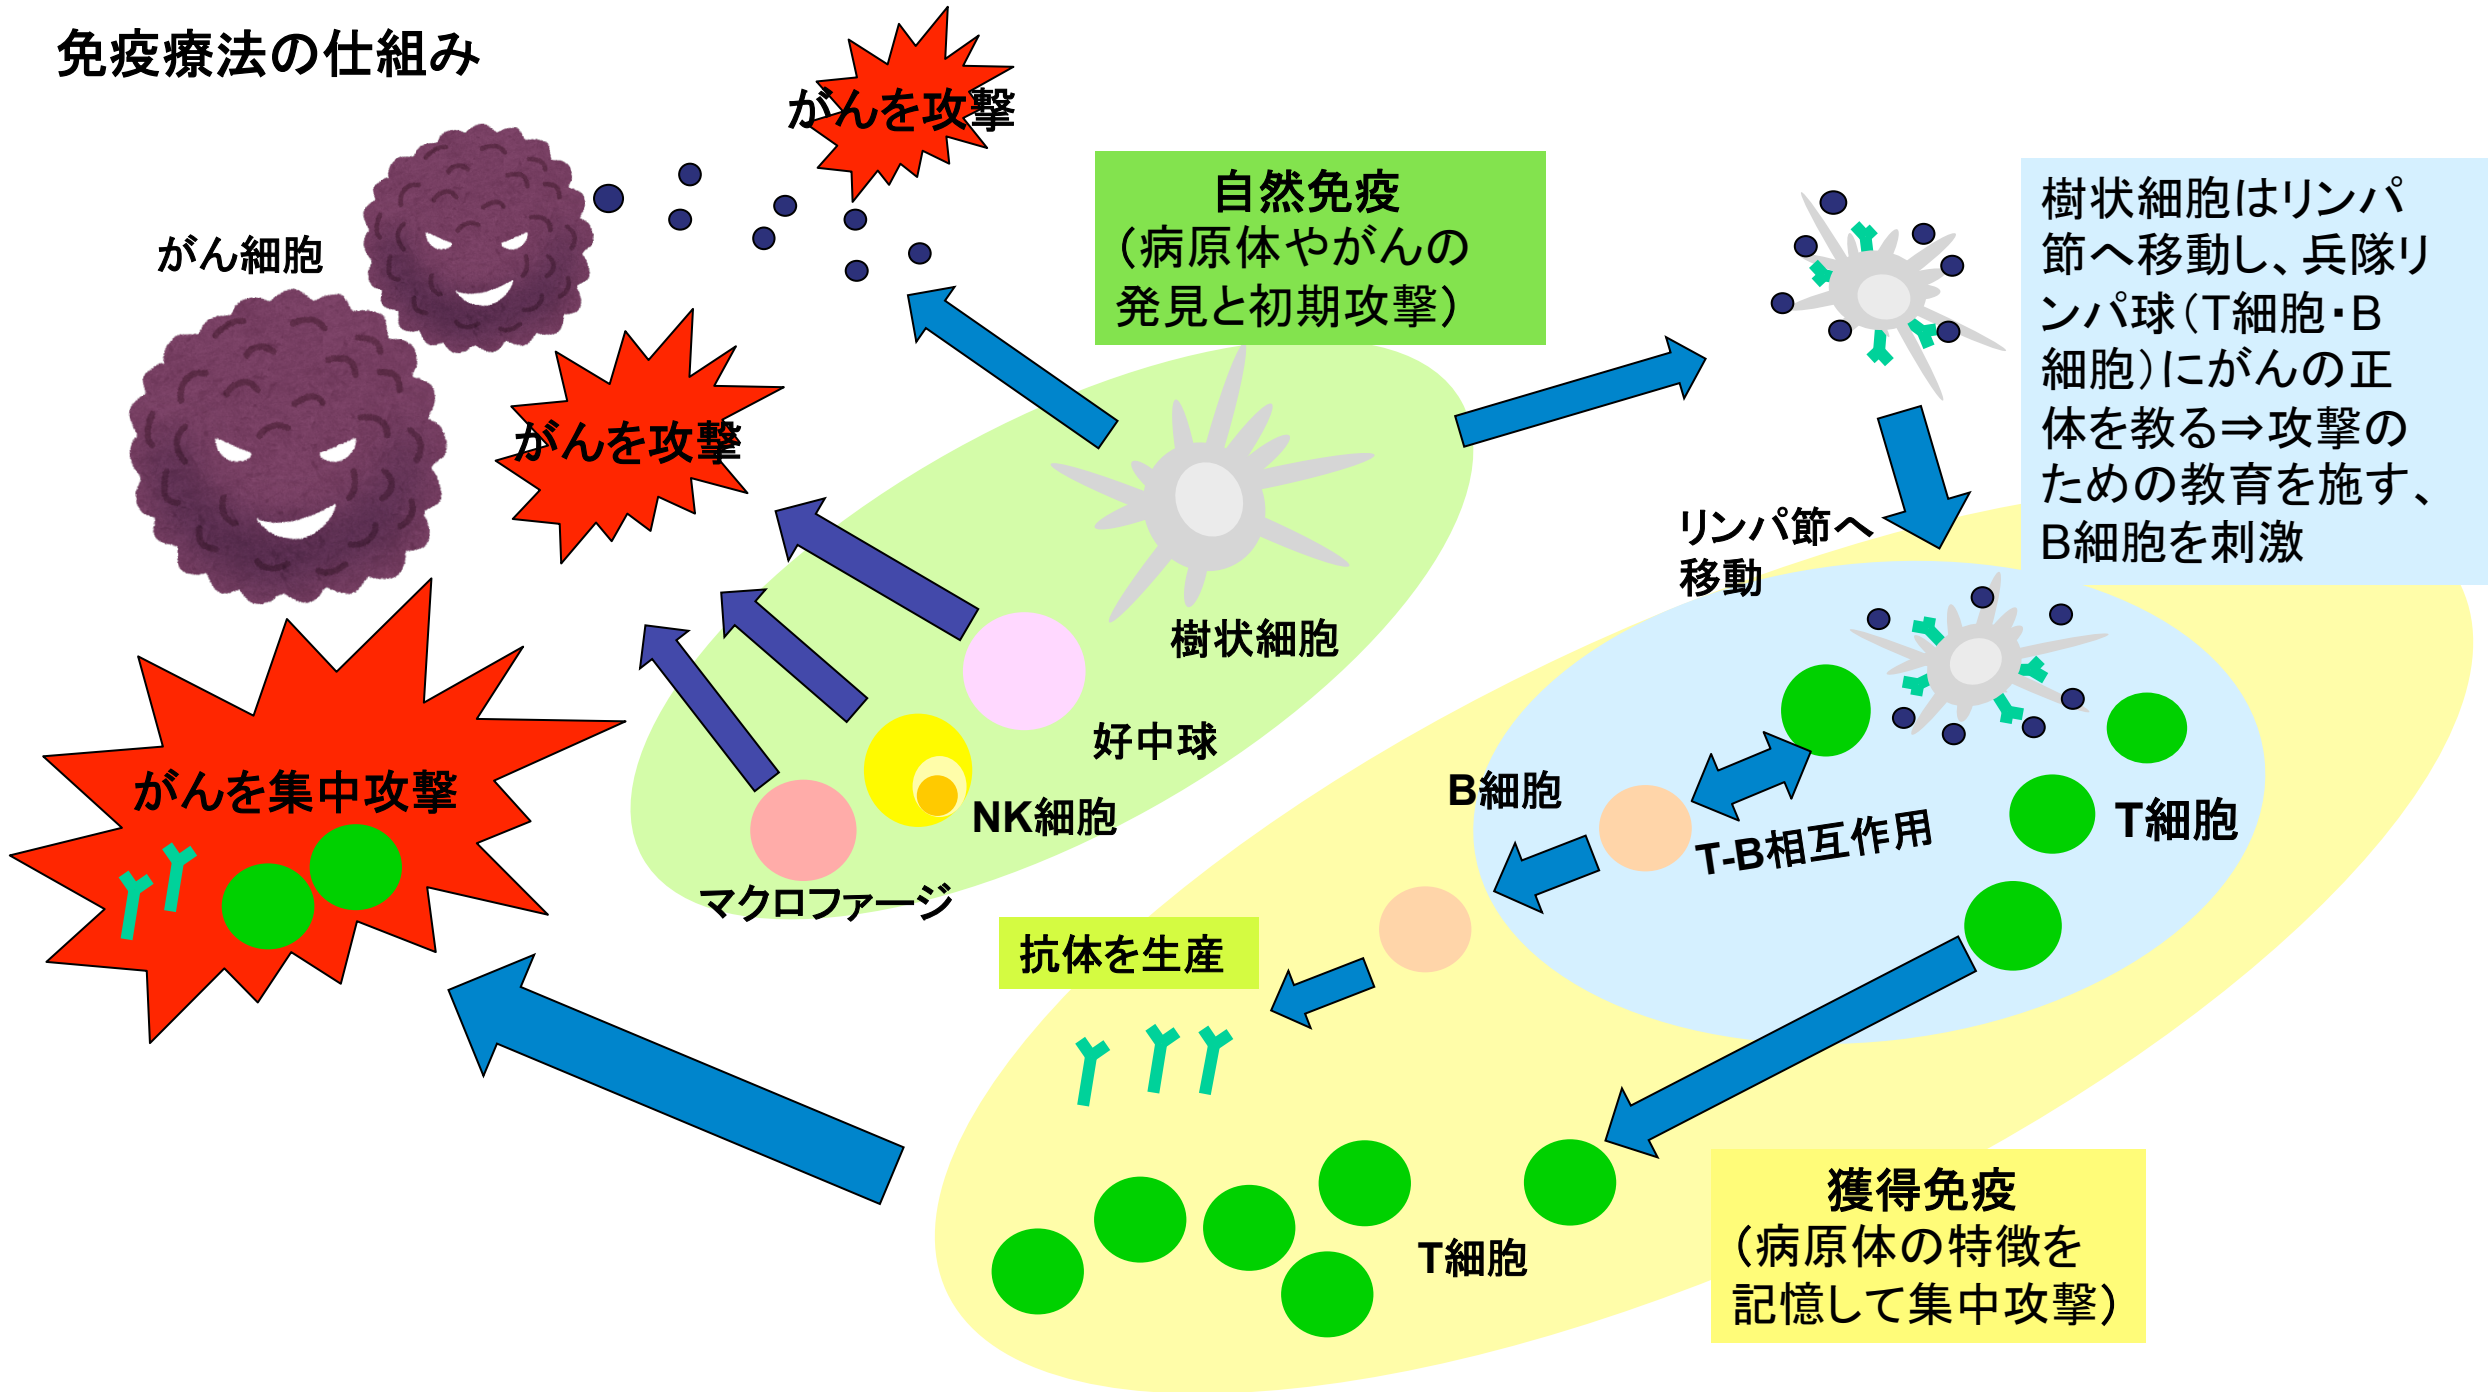 免疫療法の仕組み
がんを攻撃
がん細胞
自然免疫
（病原体やがんの
発見と初期攻撃）
樹状細胞はリンパ
節へ移動し、兵隊リ
ンパ球（T細胞・B
細胞）にがんの正
体を教る⇒攻撃の
ための教育を施す、
B細胞を刺激
がんを攻撃
リンパ節へ
移動
樹状細胞
好中球
NK細胞
マクロファージ
がんを集中攻撃
B細胞
T-B相互作用
T細胞
抗体を生産
T細胞
獲得免疫
（病原体の特徴を
記憶して集中攻撃）